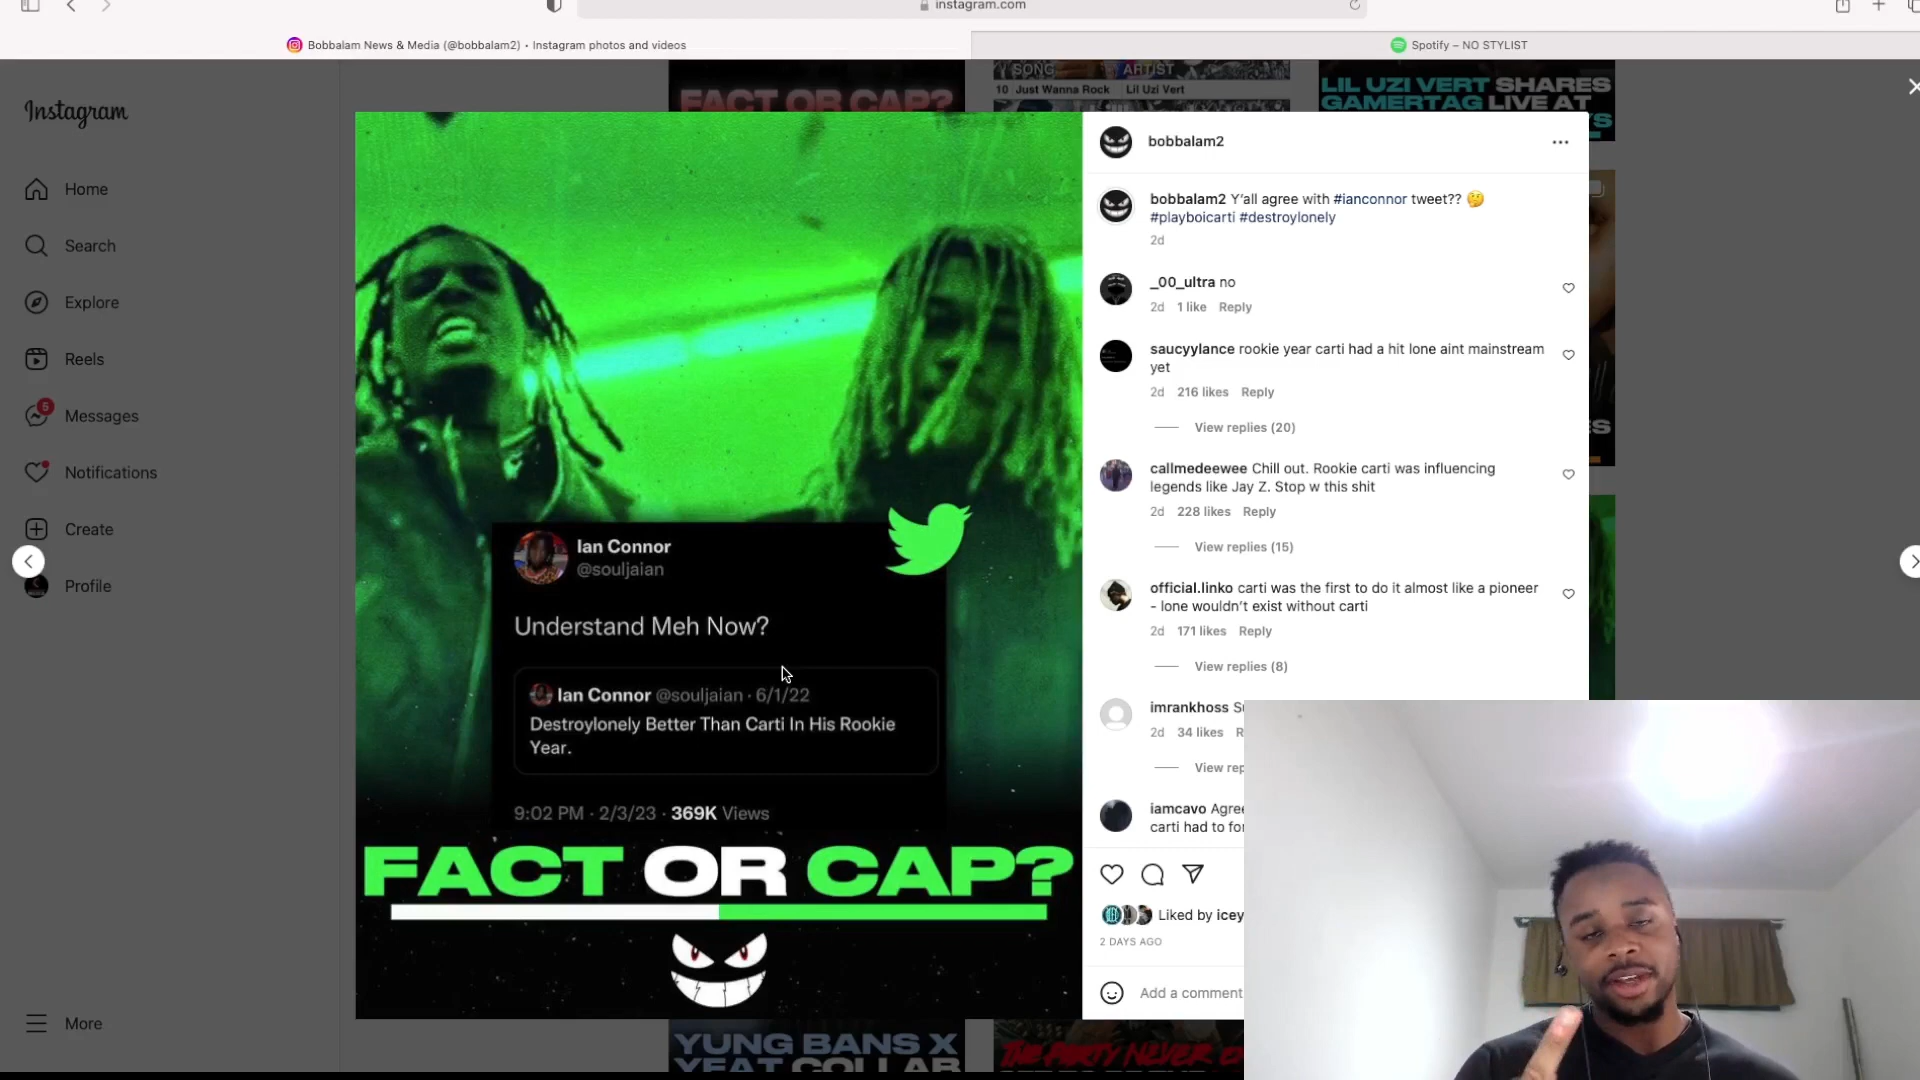 instagram.com
Bobbalam News & Media (@bobbalam2) • Instagram photos and videos
Spotify – NO STYLIST
Instagram
Home
Search
Explore
Reels
5
Messages
Notifications
Create
Profile
More
FACT OR CAP?
SONG ARTIST
10 Just Wanna Rock Lil Uzi Vert
LIL UZI VERT SHARES
GAMERTAG LIVE AT
Ian Connor
@souljaian
Understand Meh Now?
Ian Connor @souljaian · 6/1/22
Destroylonely Better Than Carti In His Rookie
Year.
9:02 PM · 2/3/23 · 369K Views
FACT OR CAP?
YUNG BANS X
YEAT COLLAB
THE PARTY NEVER
bobbalam2
bobbalam2 Y'all agree with #ianconnor tweet?? 🤔
#playboicarti #destroylonely
2d
_00_ultra no
2d 1 like Reply
saucyylance rookie year carti had a hit lone aint mainstream
yet
2d 216 likes Reply
View replies (20)
callmedeewee Chill out. Rookie carti was influencing
legends like Jay Z. Stop w this shit
2d 228 likes Reply
View replies (15)
official.linko carti was the first to do it almost like a pioneer
- lone wouldn't exist without carti
2d 171 likes Reply
View replies (8)
imrankhoss
2d 34 likes
View
iamcavo
carti had to
Liked by
2 DAYS AGO
Add a comment